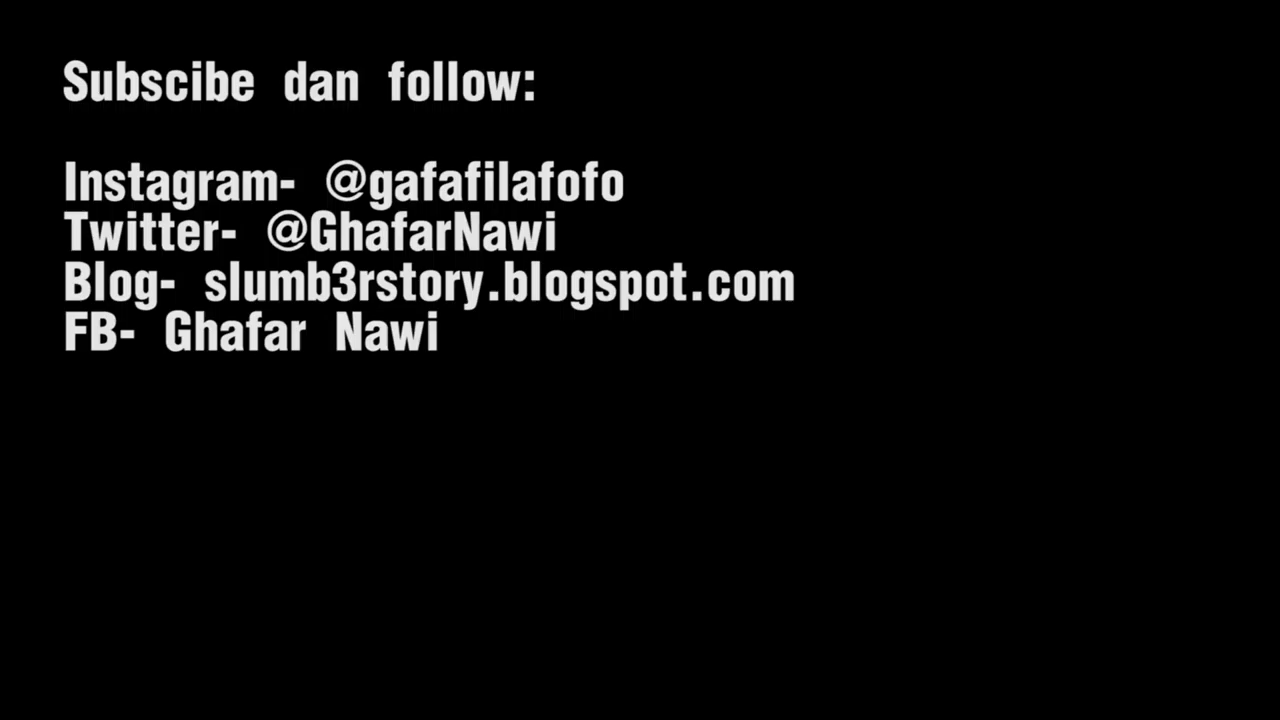 Subscibe dan follow:
Instagram- @gafafilafofo
Twitter- @GhafarNawi
Blog- slumb3rstory.blogspot.com
FB- Ghafar Nawi